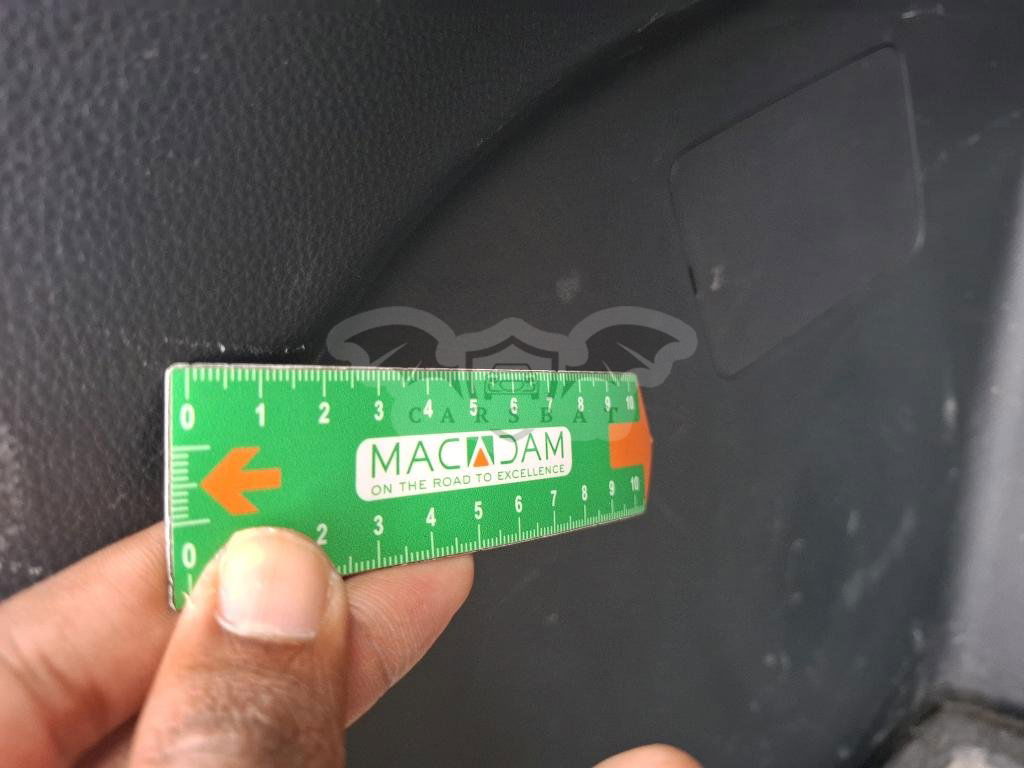 0 1 2 3 4 5 6 7 8 9 10
CARSBAT
MACADAM
ON THE ROAD TO EXCELLENCE
0 2 3 4 5 6 7 8 9 10